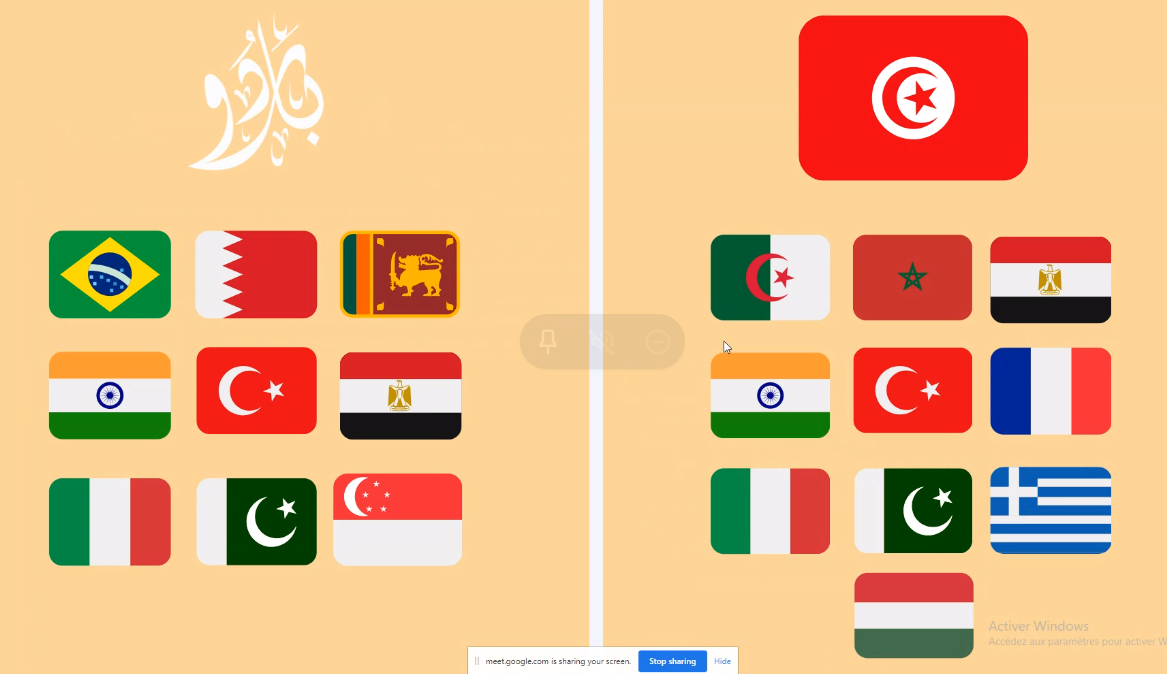 Activer Windows
Accédez aux paramètres pour activer W
meet.google.com is sharing your screen. Stop sharing Hide